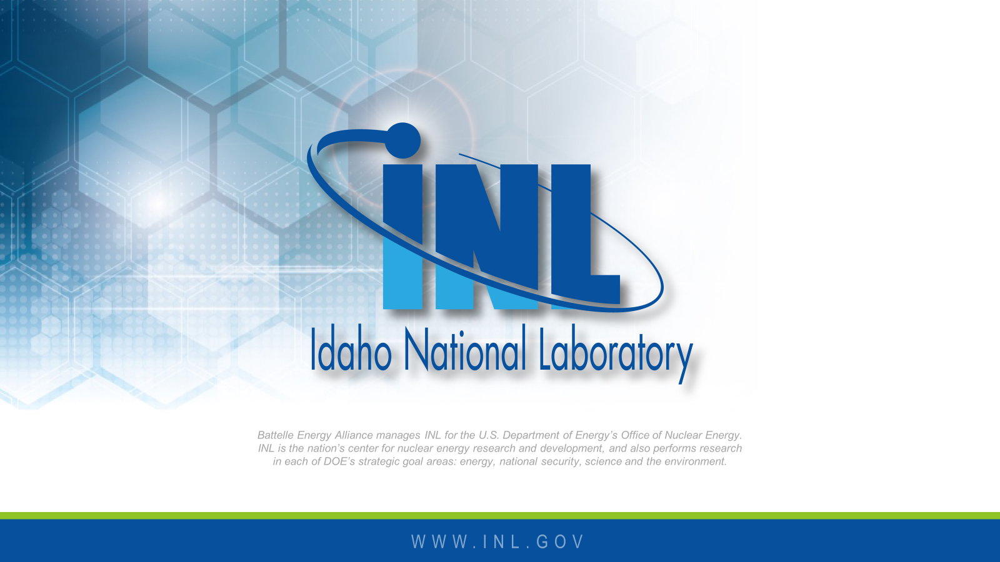 iNL
Idaho National Laboratory
Battelle Energy Alliance manages INL for the U.S. Department of Energy’s Office of Nuclear Energy.
INL is the nation’s center for nuclear energy research and development, and also performs research
in each of DOE’s strategic goal areas: energy, national security, science and the environment.
WWW.INL.GOV